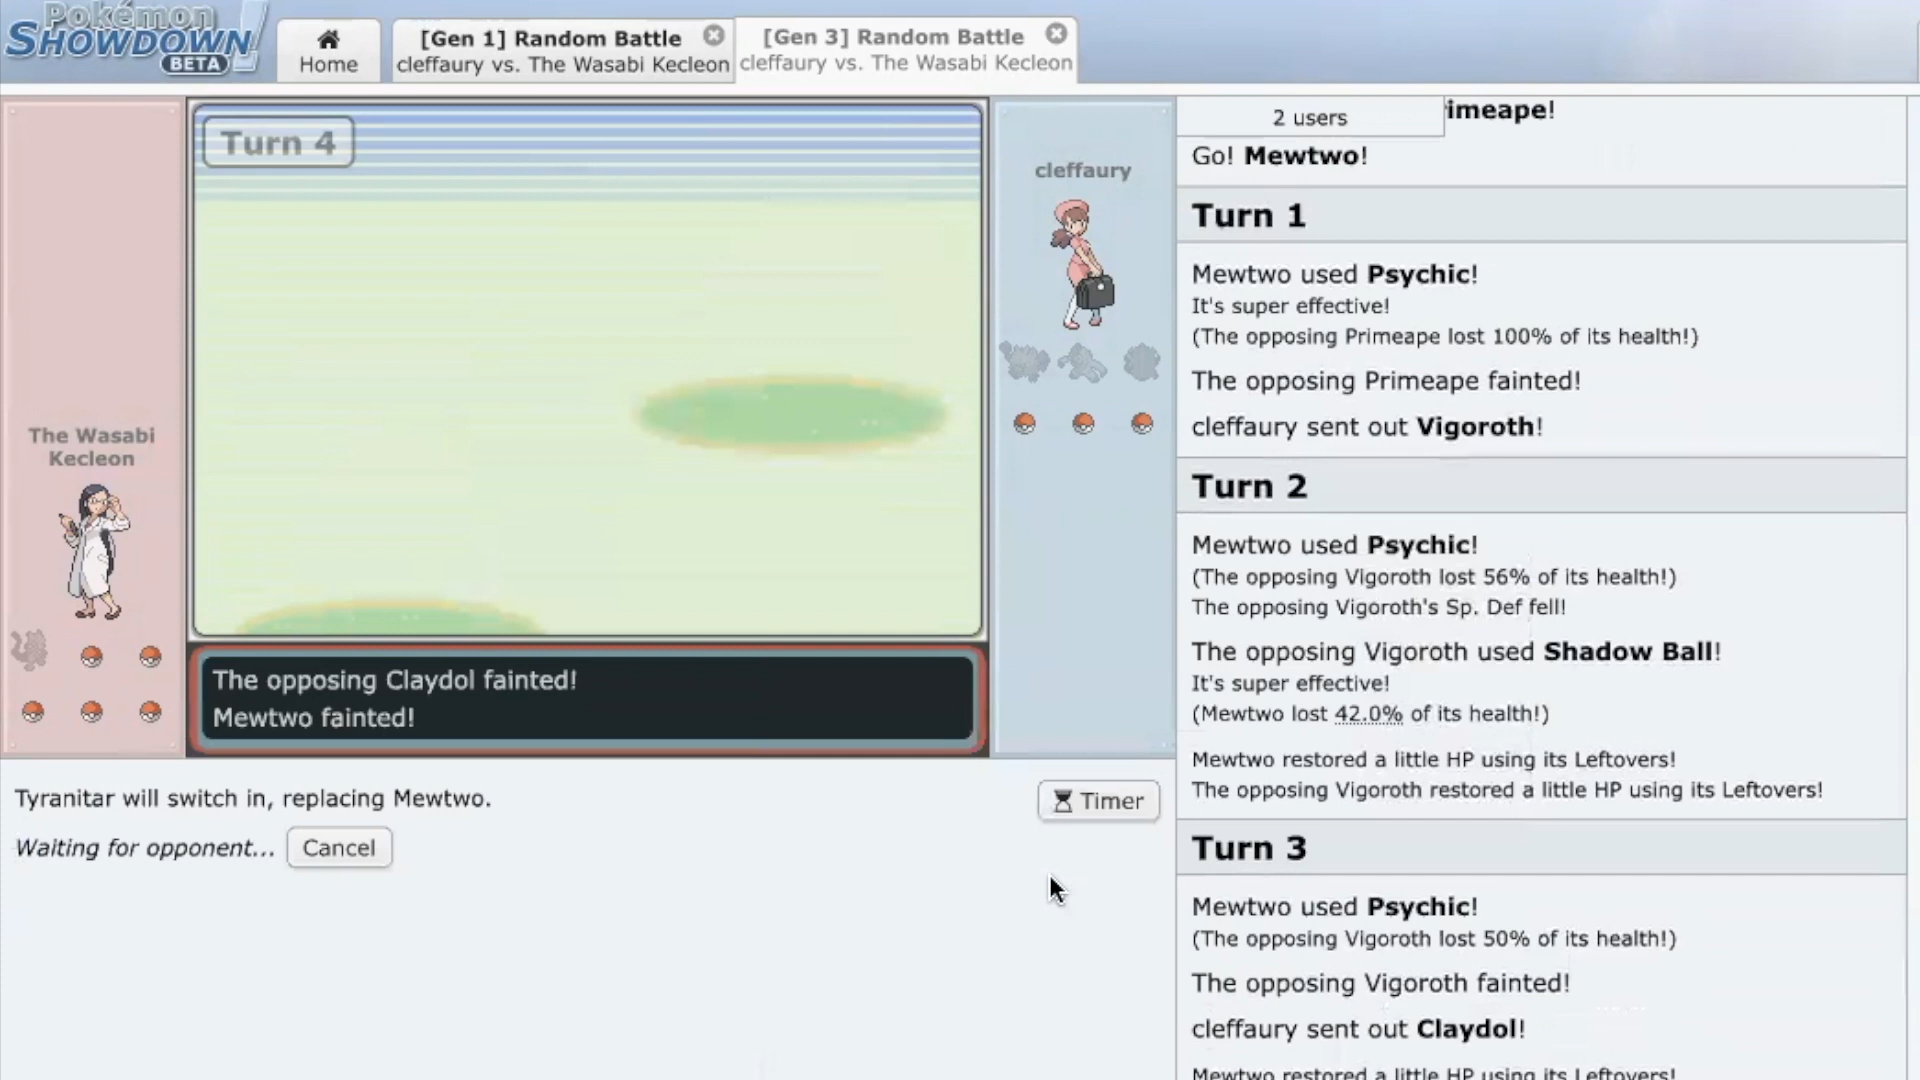 Pokémon
SHOWDOWN!
BETA
Home
[Gen 1] Random Battle
cleffaury vs. The Wasabi Kecleon
[Gen 3] Random Battle
cleffaury vs. The Wasabi Kecleon
Turn 4
The Wasabi
Kecleon
cleffaury
The opposing Claydol fainted!
Mewtwo fainted!
Tyranitar will switch in, replacing Mewtwo.
Waiting for opponent...
Cancel
Timer
2 users
imeape!
Go! Mewtwo!
Turn 1
Mewtwo used Psychic!
It's super effective!
(The opposing Primeape lost 100% of its health!)
The opposing Primeape fainted!
cleffaury sent out Vigoroth!
Turn 2
Mewtwo used Psychic!
(The opposing Vigoroth lost 56% of its health!)
The opposing Vigoroth's Sp. Def fell!
The opposing Vigoroth used Shadow Ball!
It's super effective!
(Mewtwo lost 42.0% of its health!)
Mewtwo restored a little HP using its Leftovers!
The opposing Vigoroth restored a little HP using its Leftovers!
Turn 3
Mewtwo used Psychic!
(The opposing Vigoroth lost 50% of its health!)
The opposing Vigoroth fainted!
cleffaury sent out Claydol!
Mewtwo restored a little HP using its Leftovers!